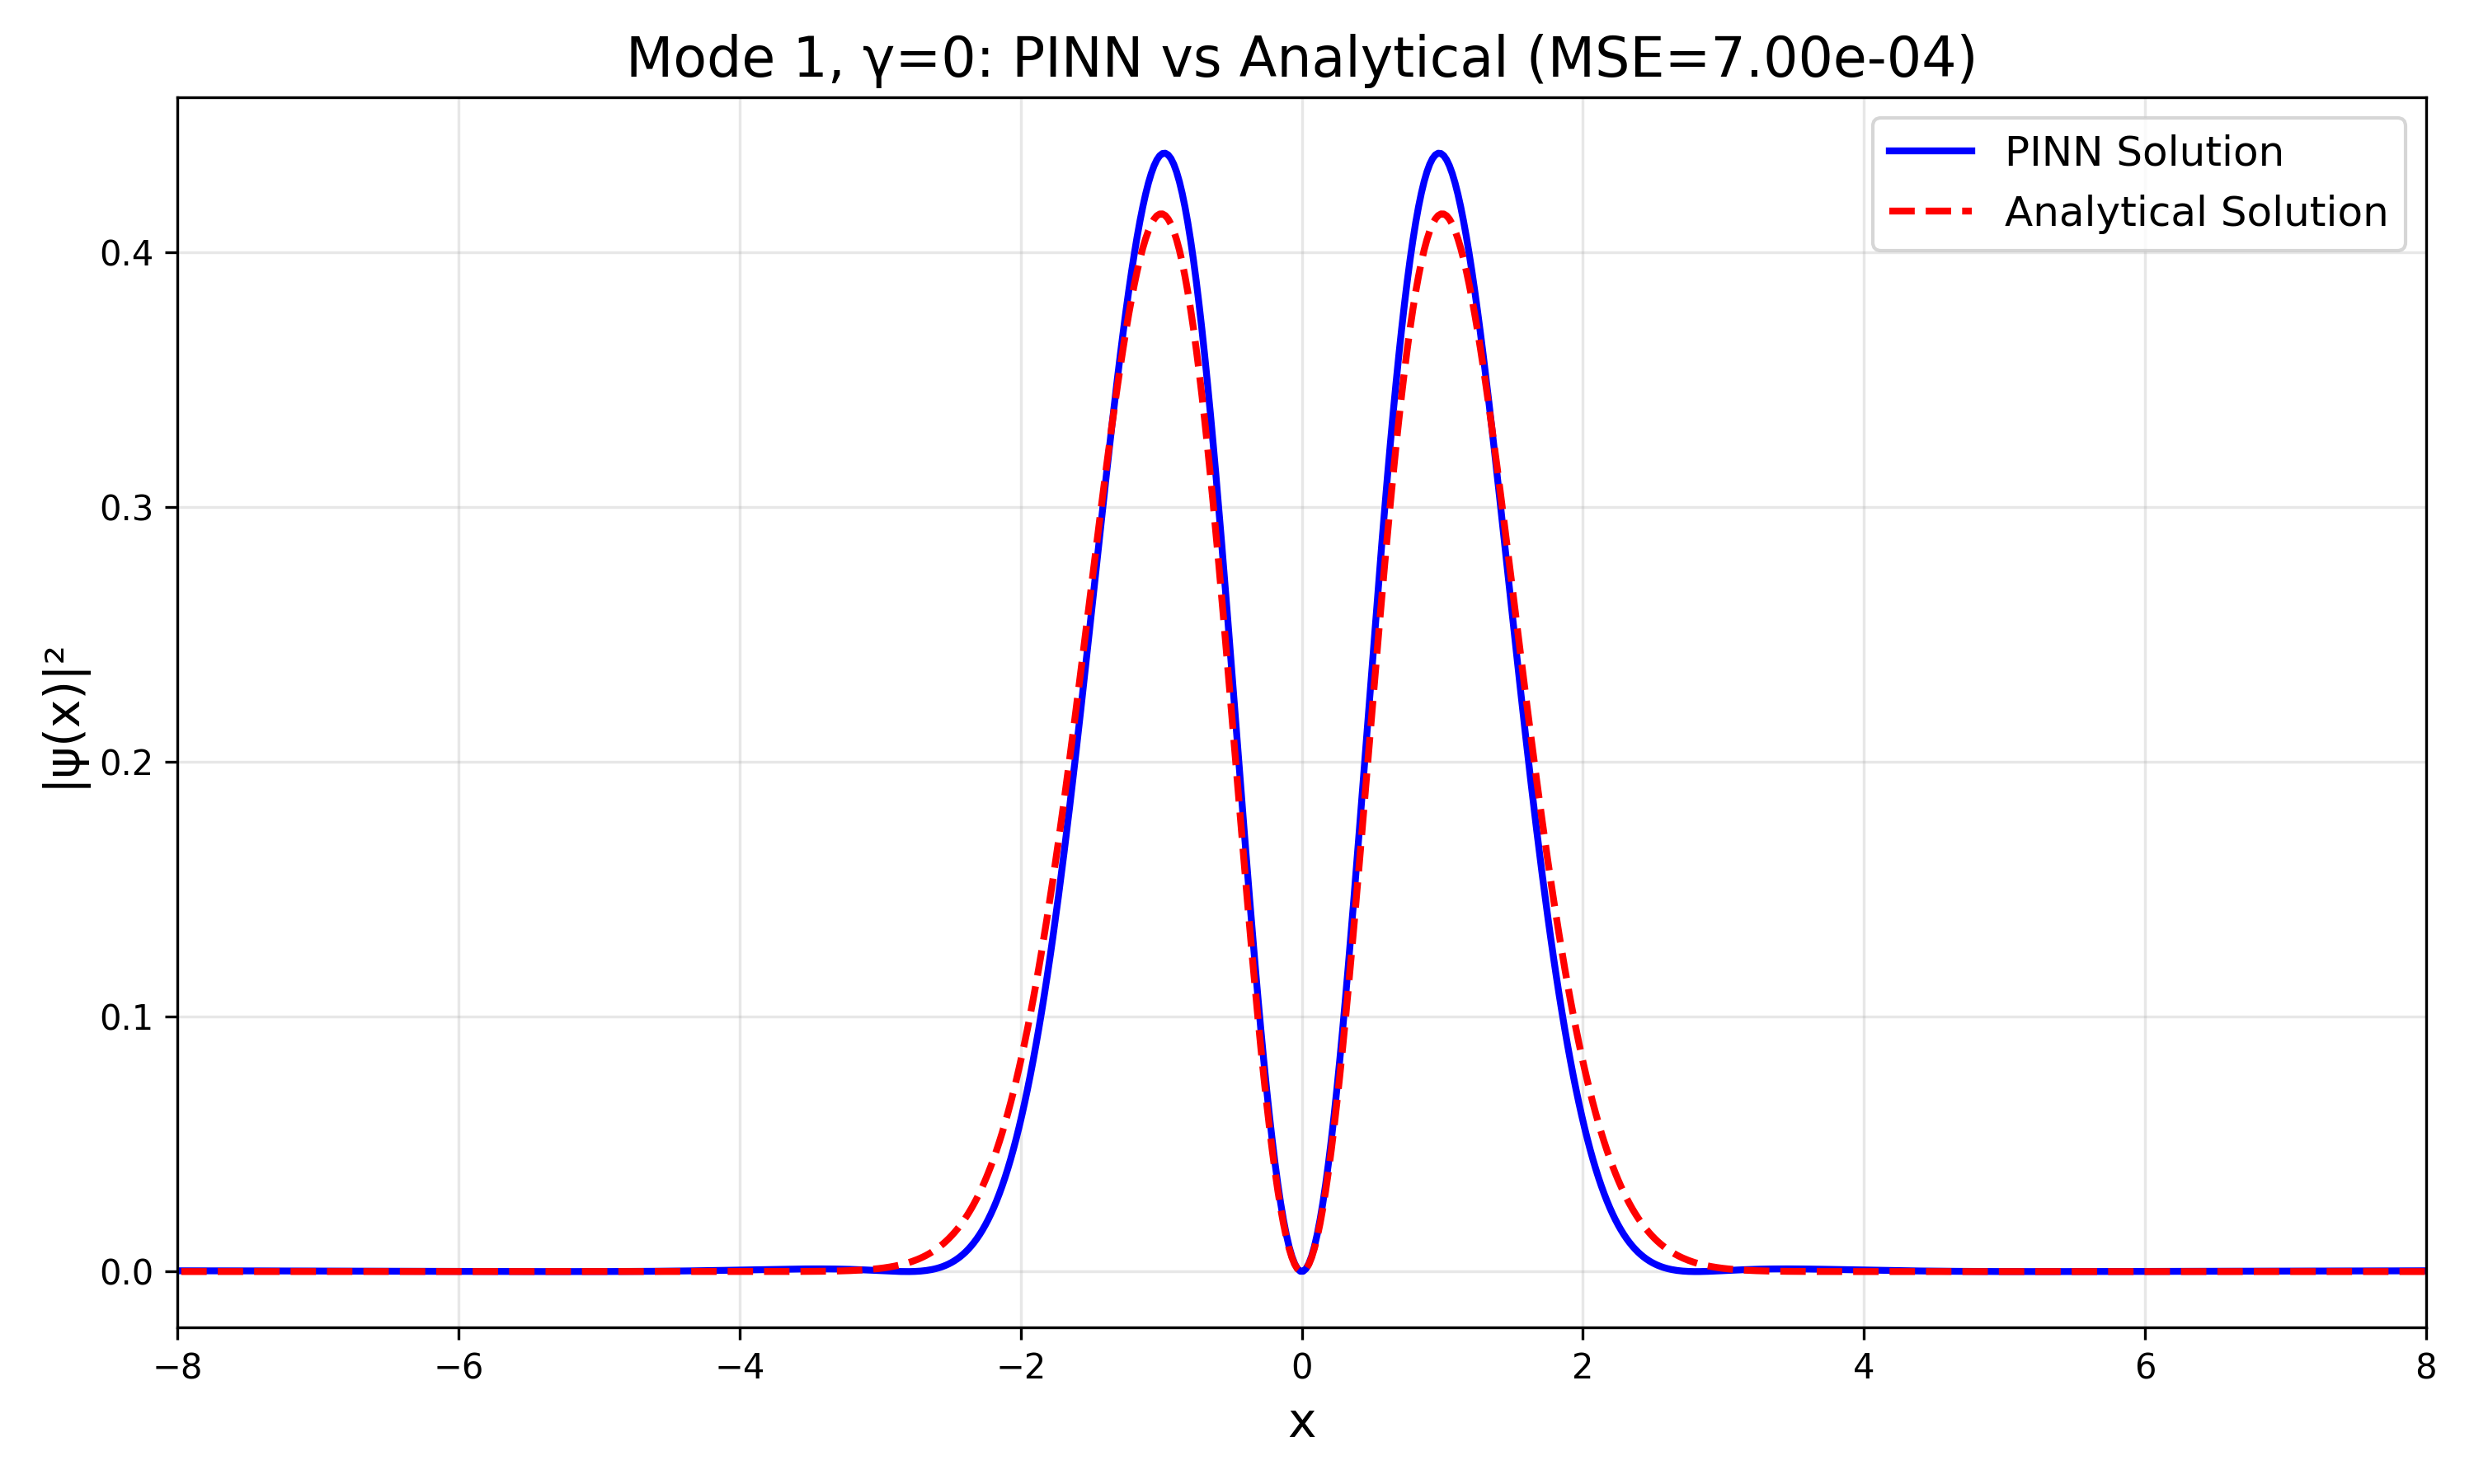 Mode 1, γ=0: PINN vs Analytical (MSE=7.00e-04)
PINN Solution
Analytical Solution
|ψ(x)|²
0.4
0.3
0.2
0.1
0.0
−8 −6 −4 −2 0 2 4 6 8
x